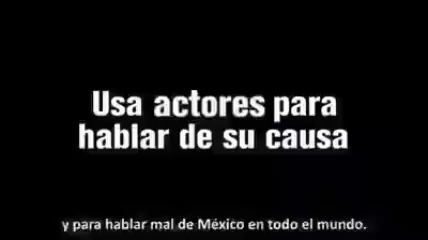 Usa actores para
hablar de su causa
y para hablar mal de México en todo el mundo.